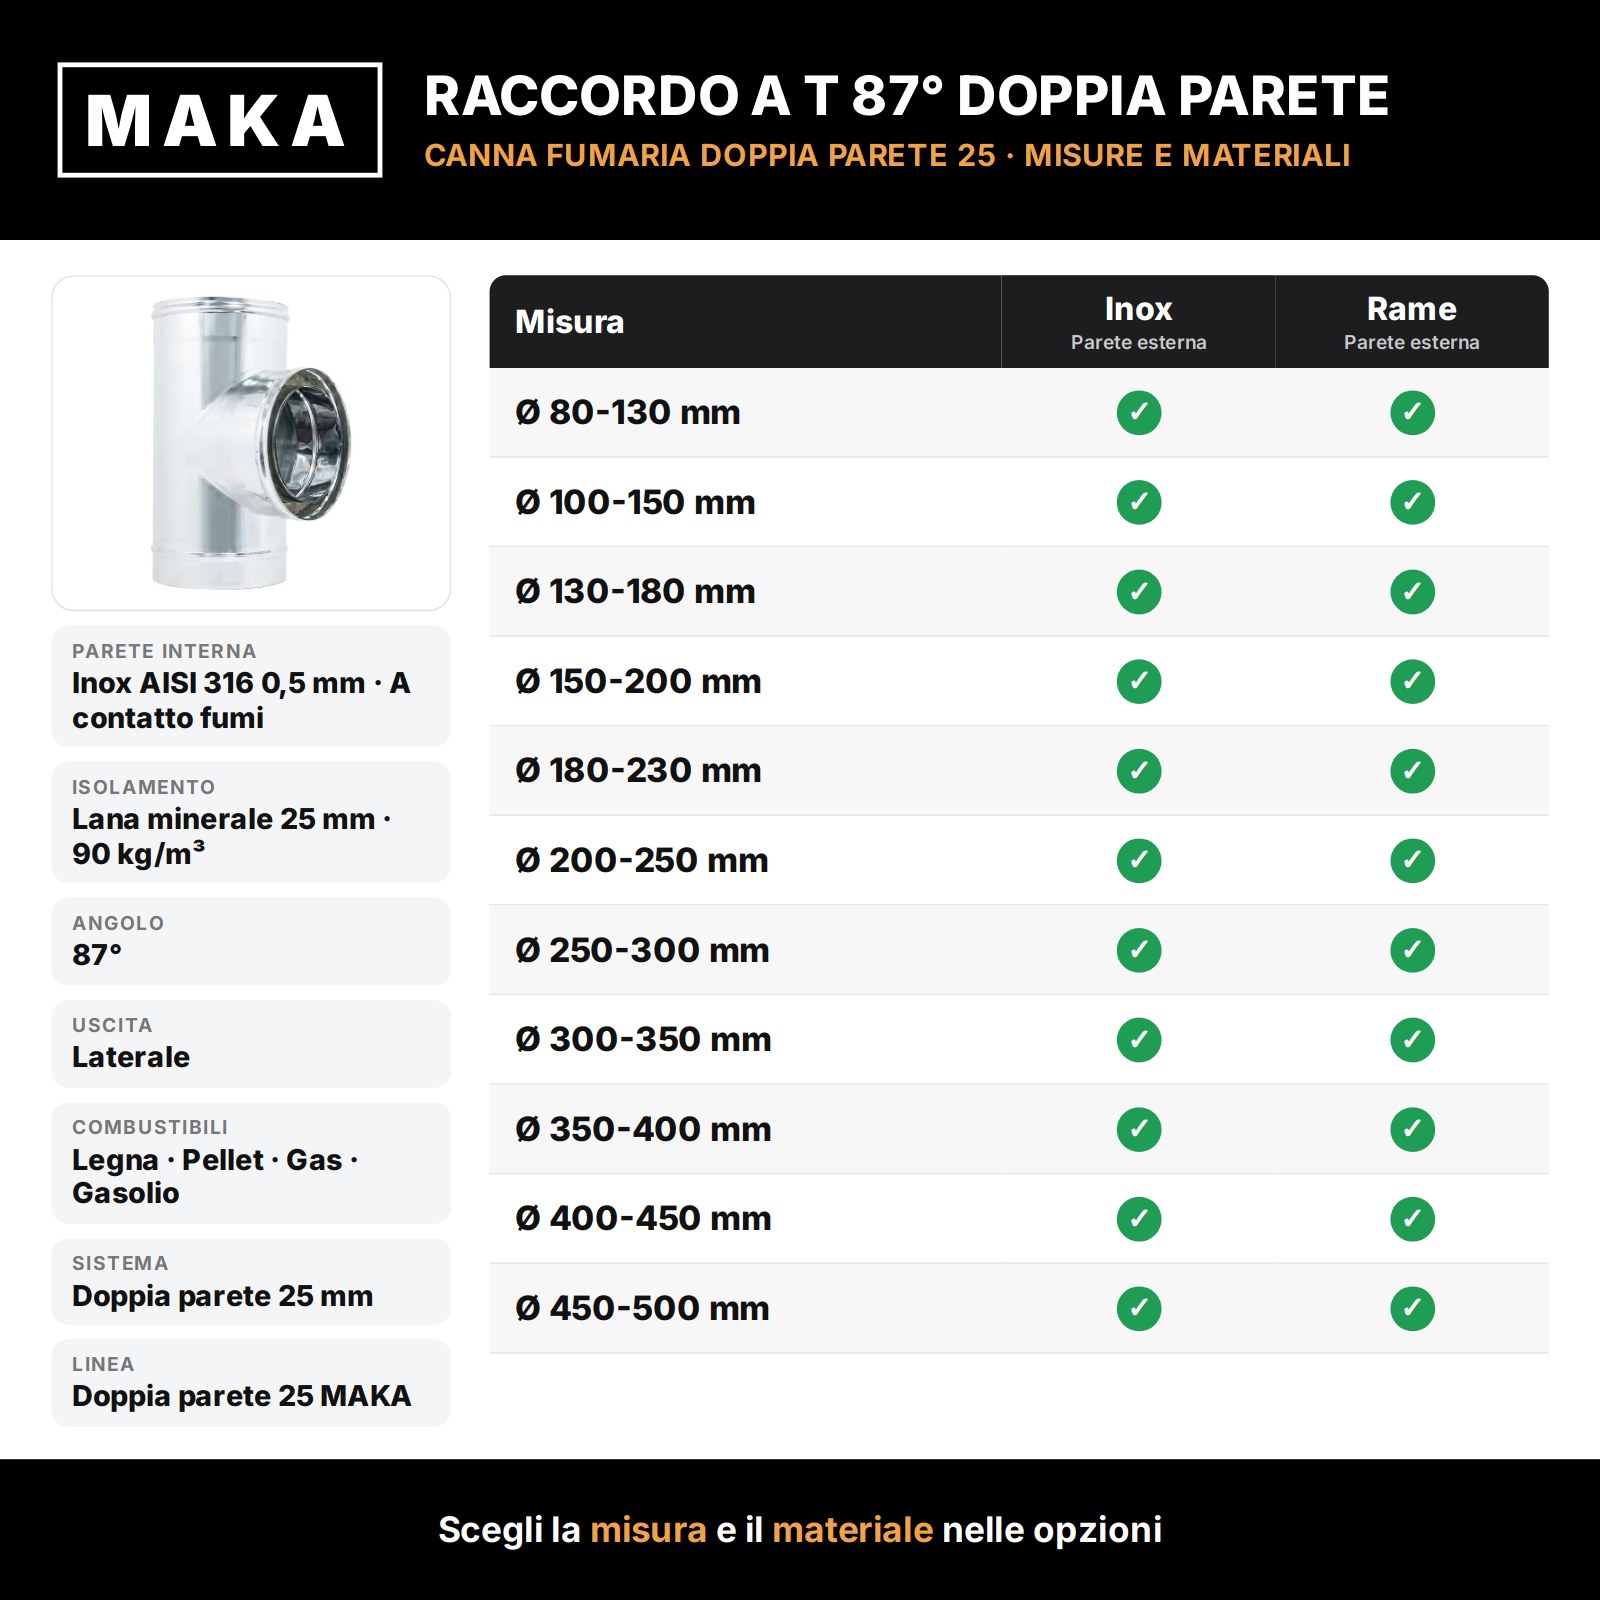 MAKA
RACCORDO A T 87° DOPPIA PARETE
CANNA FUMARIA DOPPIA PARETE 25 · MISURE E MATERIALI
PARETE INTERNA
Inox AISI 316 0,5 mm · A
contatto fumi
ISOLAMENTO
Lana minerale 25 mm ·
90 kg/m³
ANGOLO
87°
USCITA
Laterale
COMBUSTIBILI
Legna · Pellet · Gas ·
Gasolio
SISTEMA
Doppia parete 25 mm
LINEA
Doppia parete 25 MAKA
Misura Inox Rame
Parete esterna Parete esterna
Ø 80-130 mm ✓ ✓
Ø 100-150 mm ✓ ✓
Ø 130-180 mm ✓ ✓
Ø 150-200 mm ✓ ✓
Ø 180-230 mm ✓ ✓
Ø 200-250 mm ✓ ✓
Ø 250-300 mm ✓ ✓
Ø 300-350 mm ✓ ✓
Ø 350-400 mm ✓ ✓
Ø 400-450 mm ✓ ✓
Ø 450-500 mm ✓ ✓
Scegli la misura e il materiale nelle opzioni